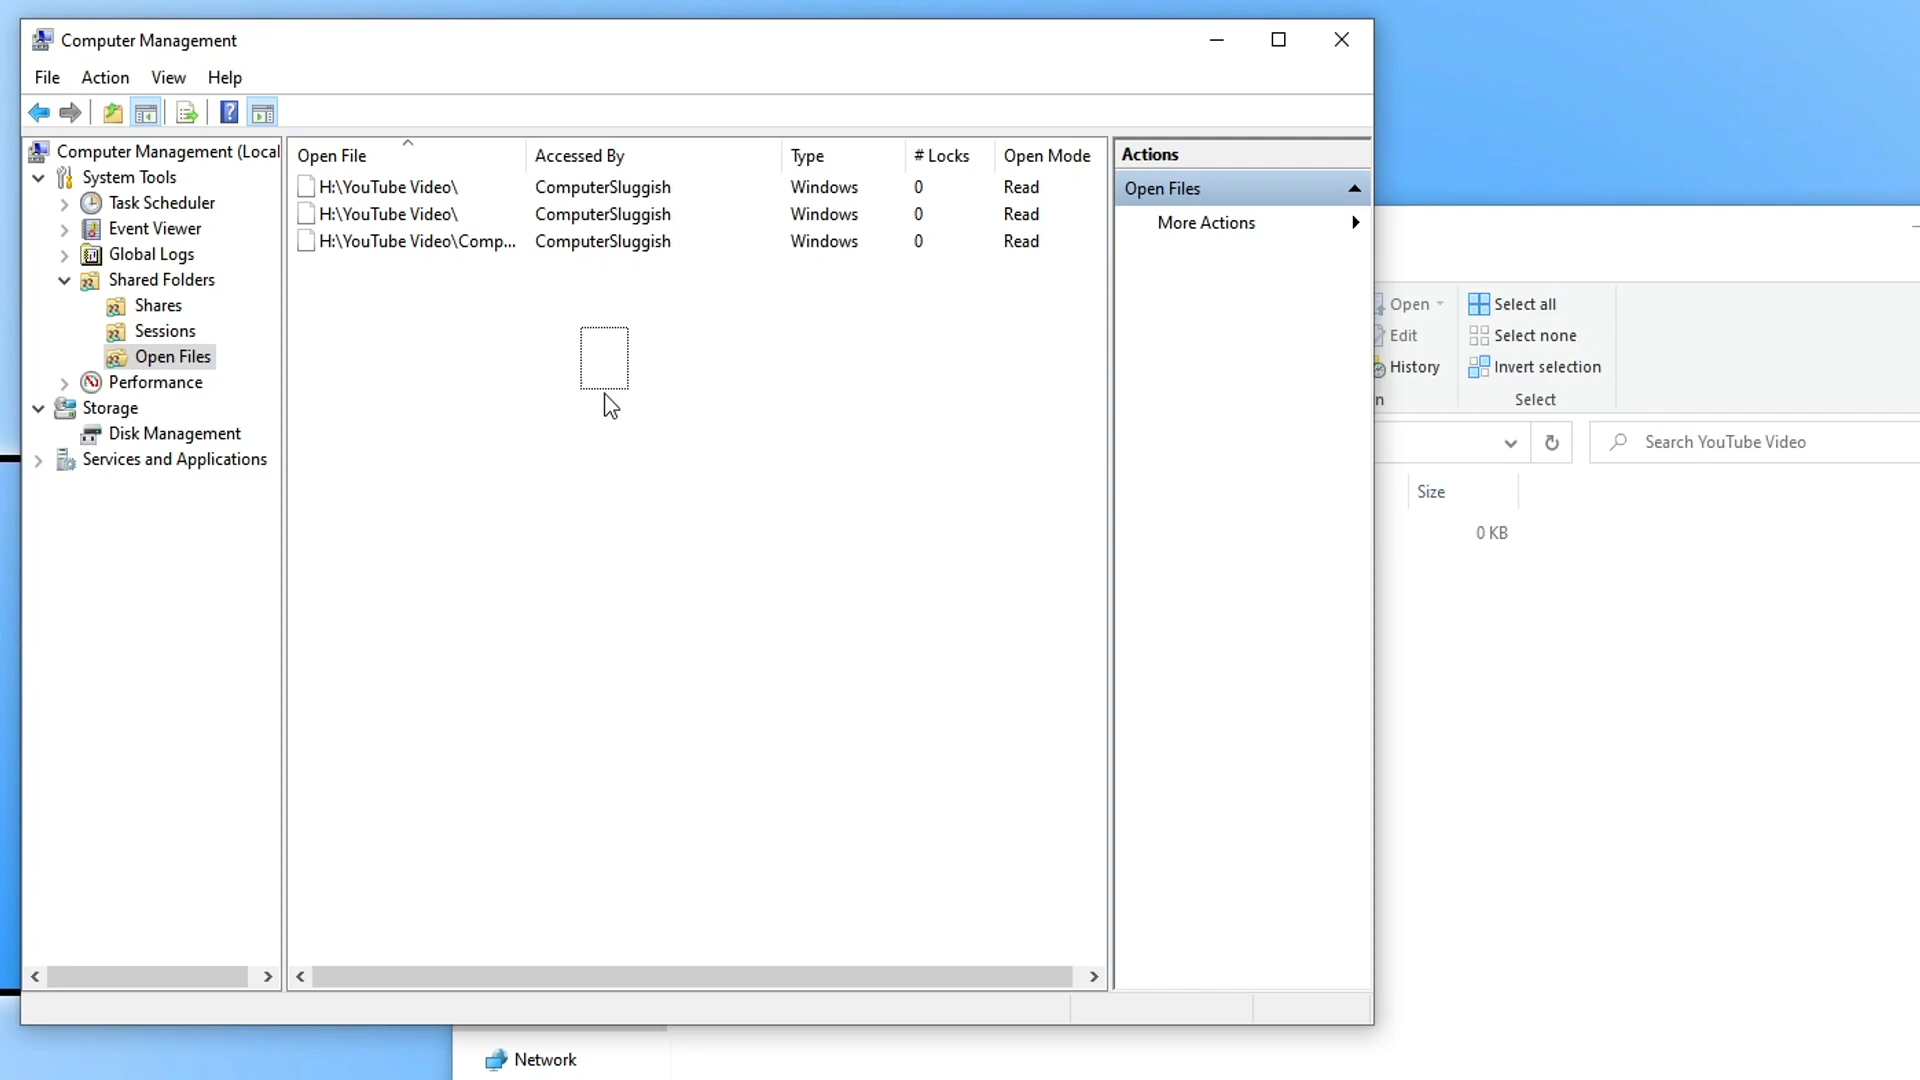 Computer Management
File Action View Help
Computer Management (Local
System Tools
Task Scheduler
Event Viewer
Global Logs
Shared Folders
Shares
Sessions
Open Files
Performance
Storage
Disk Management
Services and Applications
Open File Accessed By Type # Locks Open Mode
H:\YouTube Video\ ComputerSluggish Windows 0 Read
H:\YouTube Video\ ComputerSluggish Windows 0 Read
H:\YouTube Video\Comp... ComputerSluggish Windows 0 Read
Actions
Open Files
More Actions
Open Select all
Edit Select none
History Invert selection
n Select
Search YouTube Video
Size
0 KB
Network